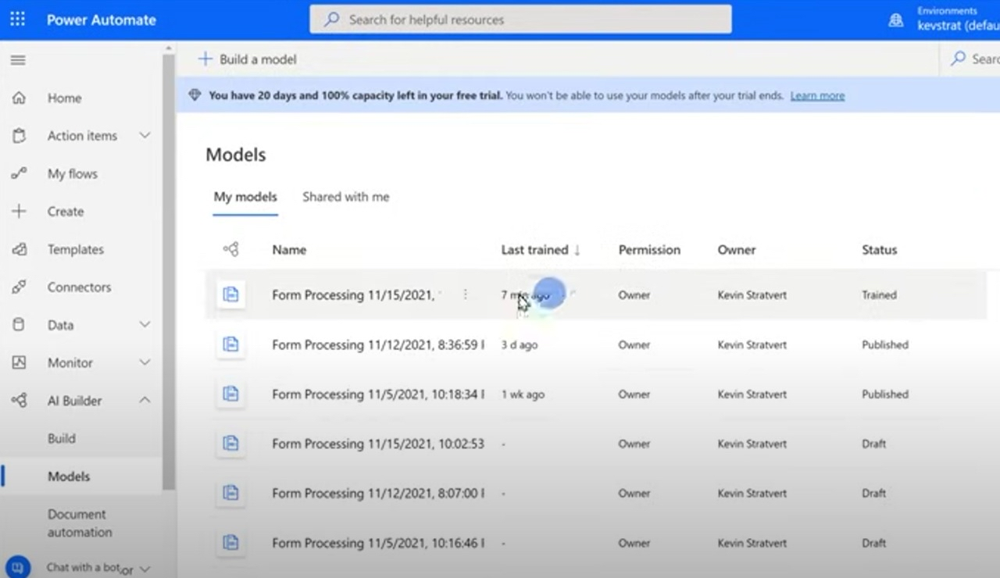 Power Automate
Search for helpful resources
Environments
kevstrat (defau
Build a model
Searc
You have 20 days and 100% capacity left in your free trial. You won't be able to use your models after your trial ends. Learn more
Home
Action items
My flows
Create
Templates
Connectors
Data
Monitor
AI Builder
Build
Models
Document
automation
Chat with a bot
or
Models
My models Shared with me
Name Last trained ↓ Permission Owner Status
Form Processing 11/15/2021, 7 min ago Owner Kevin Stratvert Trained
Form Processing 11/12/2021, 8:36:59 3 d ago Owner Kevin Stratvert Published
Form Processing 11/5/2021, 10:18:34 1 wk ago Owner Kevin Stratvert Published
Form Processing 11/15/2021, 10:02:53 - Owner Kevin Stratvert Draft
Form Processing 11/12/2021, 8:07:00 - Owner Kevin Stratvert Draft
Form Processing 11/5/2021, 10:16:46 - Owner Kevin Stratvert Draft